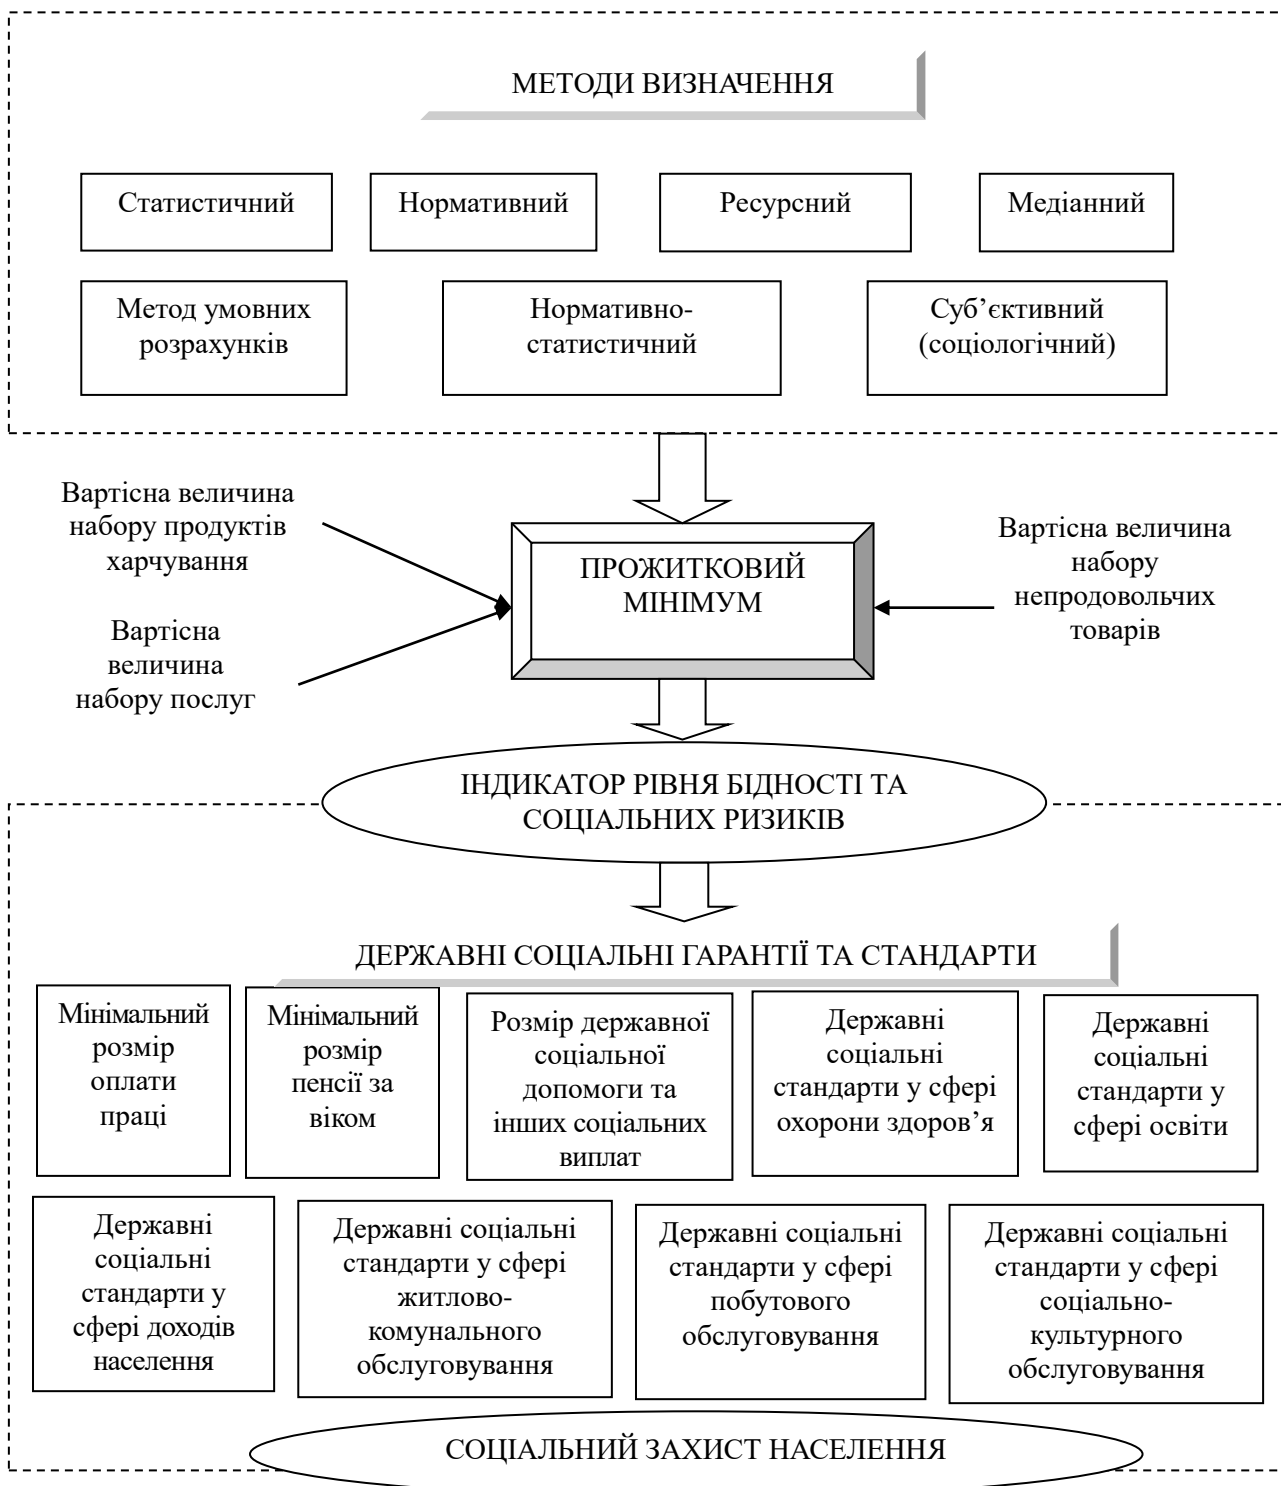 МЕТОДИ ВИЗНАЧЕННЯ
Статистичний
Нормативний
Ресурсний
Медіанний
Метод умовних
розрахунків
Нормативно-
статистичний
Суб’єктивний
(соціологічний)
Вартісна величина
набору продуктів
харчування
Вартісна
величина
набору послуг
ПРОЖИТКОВИЙ
МІНІМУМ
Вартісна величина
набору
непродовольчих
товарів
ІНДИКАТОР РІВНЯ БІДНОСТІ ТА
СОЦІАЛЬНИХ РИЗИКІВ
ДЕРЖАВНІ СОЦІАЛЬНІ ГАРАНТІЇ ТА СТАНДАРТИ
Мінімальний
розмір
оплати
праці
Мінімальний
розмір
пенсії за
віком
Розмір державної
соціальної
допомоги та
інших соціальних
виплат
Державні
соціальні
стандарти у сфері
охорони здоров’я
Державні
соціальні
стандарти у
сфері освіти
Державні
соціальні
стандарти у
сфері доходів
населення
Державні соціальні
стандарти у сфері
житлово-
комунального
обслуговування
Державні соціальні
стандарти у сфері
побутового
обслуговування
Державні соціальні
стандарти у сфері
соціально-
культурного
обслуговування
СОЦІАЛЬНИЙ ЗАХИСТ НАСЕЛЕННЯ